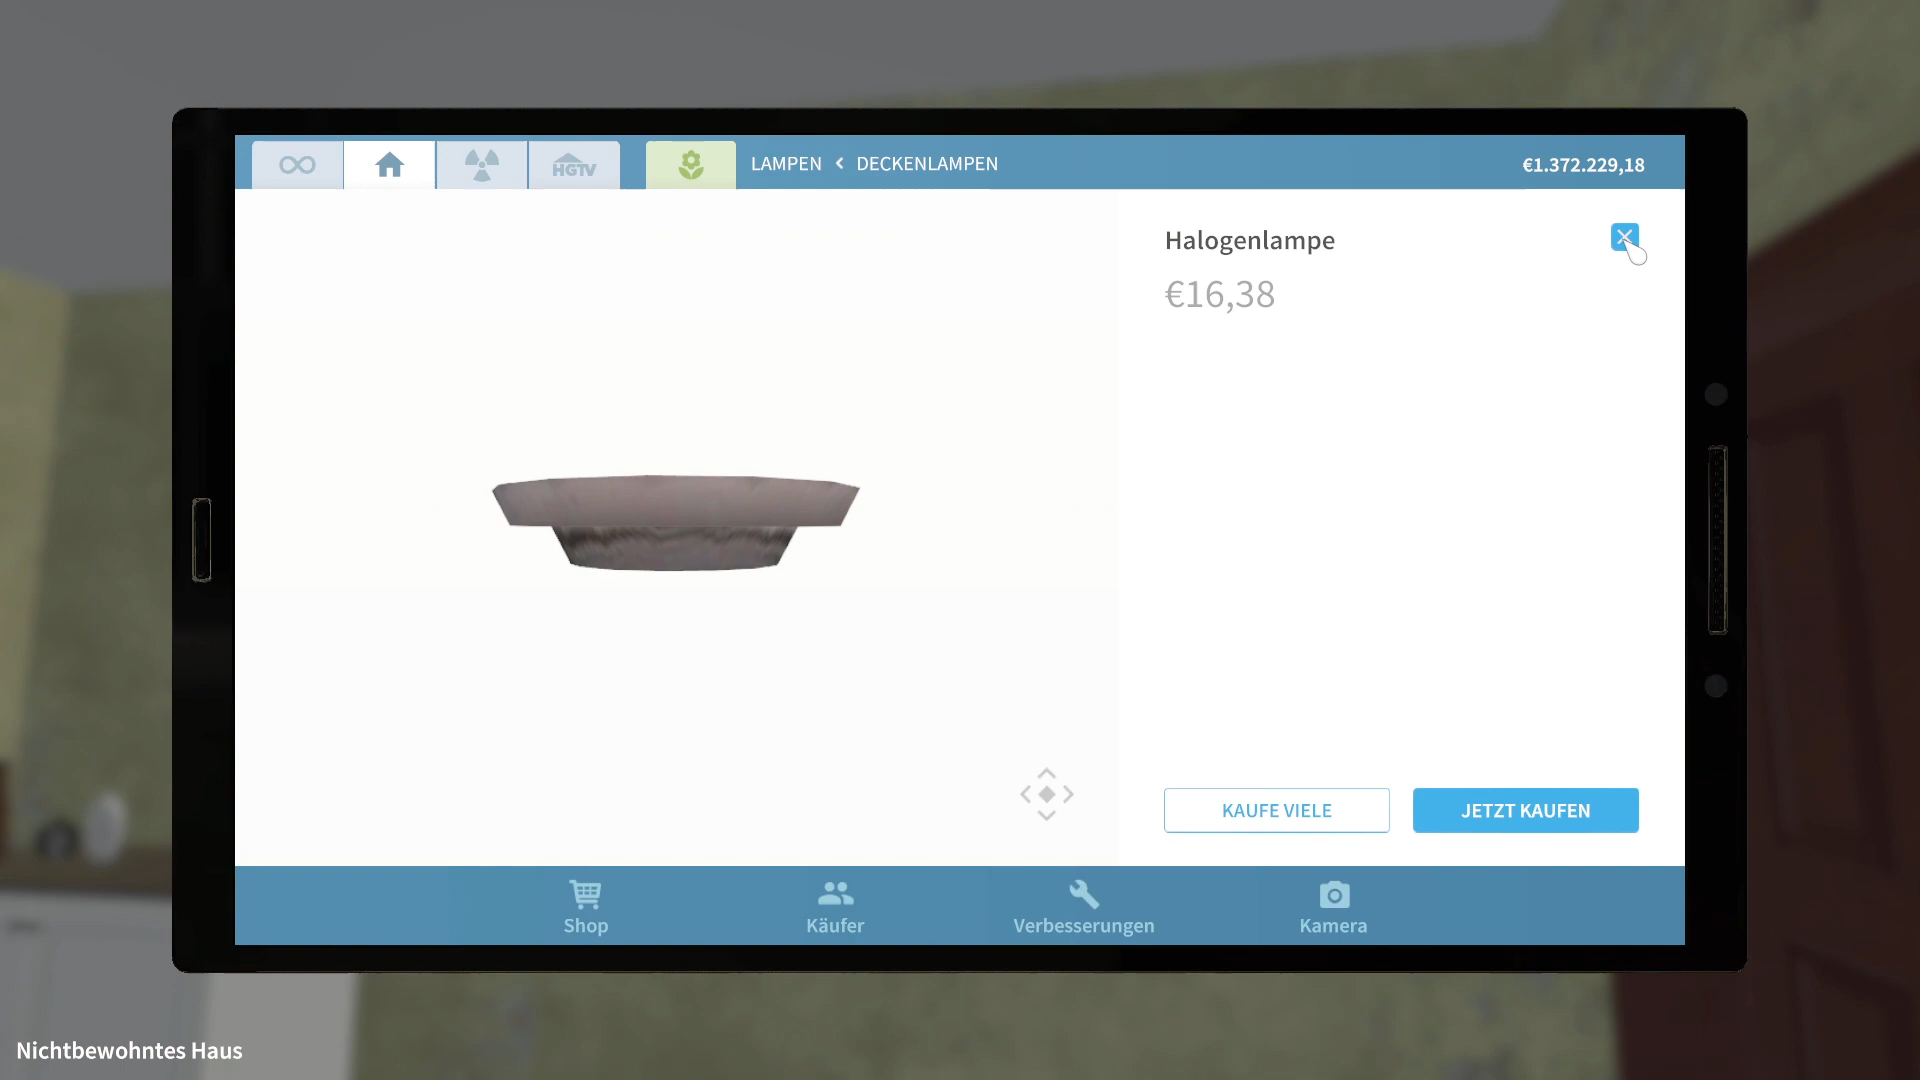 HGTV
LAMPEN < DECKENLAMPEN
€1.372.229,18
Halogenlampe
€16,38
KAUFE VIELE
JETZT KAUFEN
Shop
Käufer
Verbesserungen
Kamera
Nichtbewohntes Haus